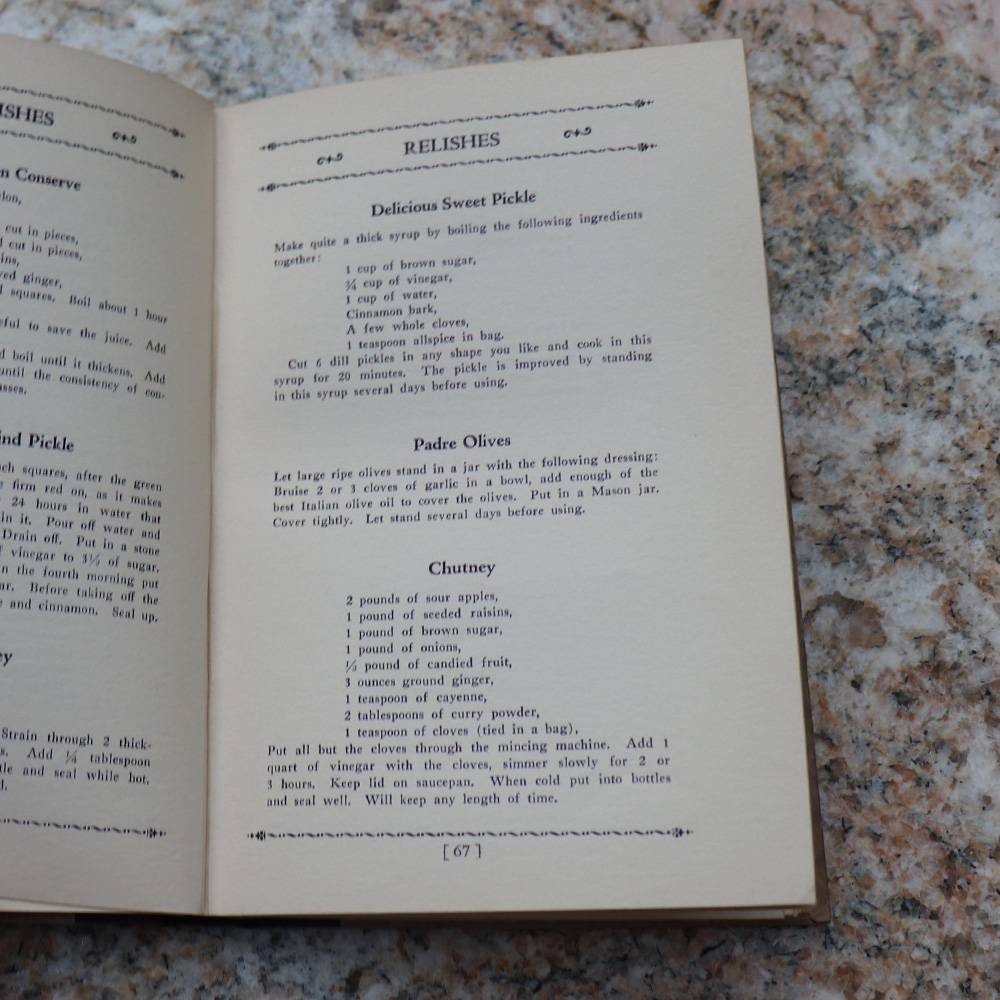 ISHES
n Conserve
lon,
cut in pieces,
d cut in pieces,
ins,
ved ginger,
d squares. Boil about 1 hour
eful to save the juice. Add
d boil until it thickens. Add
until the consistency of con-
asses.
ind Pickle
ch squares, after the green
e firm red on, as it makes
24 hours in water that
in it. Pour off water and
Drain off. Put in a stone
f vinegar to 3½ of sugar.
n the fourth morning put
ar. Before taking off the
e and cinnamon. Seal up.
ey
Strain through 2 thick-
s. Add ¼ tablespoon
tle and seal while hot.
d.
RELISHES
Delicious Sweet Pickle
Make quite a thick syrup by boiling the following ingredients
together:
1 cup of brown sugar,
¾ cup of vinegar,
1 cup of water,
Cinnamon bark,
A few whole cloves,
1 teaspoon allspice in bag.
Cut 6 dill pickles in any shape you like and cook in this
syrup for 20 minutes. The pickle is improved by standing
in this syrup several days before using.
Padre Olives
Let large ripe olives stand in a jar with the following dressing:
Bruise 2 or 3 cloves of garlic in a bowl, add enough of the
best Italian olive oil to cover the olives. Put in a Mason jar.
Cover tightly. Let stand several days before using.
Chutney
2 pounds of sour apples,
1 pound of seeded raisins,
1 pound of brown sugar,
1 pound of onions,
½ pound of candied fruit,
3 ounces ground ginger,
1 teaspoon of cayenne,
2 tablespoons of curry powder,
1 teaspoon of cloves (tied in a bag),
Put all but the cloves through the mincing machine. Add 1
quart of vinegar with the cloves, simmer slowly for 2 or
3 hours. Keep lid on saucepan. When cold put into bottles
and seal well. Will keep any length of time.
[ 67 ]